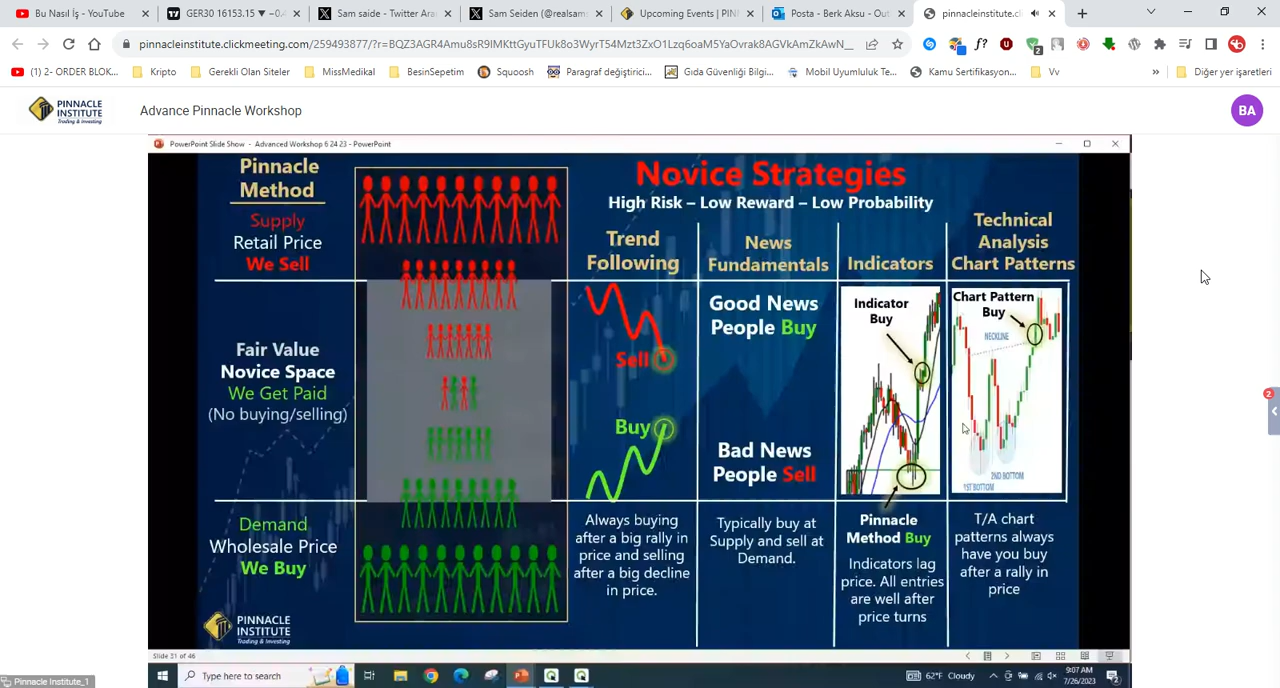 (1) Bu Nasıl İş - YouTube
GER30 16153.15 ▼ −0.
Sam saide - Twitter Ara
Sam Seiden (@realsam
Upcoming Events | PIN
Posta - Berk Aksu - Out
pinnacleinstitute.c
pinnacleinstitute.clickmeeting.com
(1) 2- ORDER BLOK...
Kripto
Gerekli Olan Siteler
MissMedikal
BesinSepetim
Squoosh
Paragraf değiştirici...
Gıda Güvenliği Bilgi...
Mobil Uyumluluk Te...
Kamu Sertifikasyon...
Vv
»
Diğer yer işaretleri
PINNACLE
INSTITUTE
Trading & Investing
Advance Pinnacle Workshop
BA
PowerPoint Slide Show - Advanced Workshop 6 24 23 - PowerPoint
Pinnacle
Method
Supply
Retail Price
We Sell
Fair Value
Novice Space
We Get Paid
(No buying/selling)
Demand
Wholesale Price
We Buy
PINNACLE
INSTITUTE
Trading & Investing
Novice Strategies
High Risk – Low Reward – Low Probability
Trend
Following
Sell
Buy
Always buying
after a big rally in
price and selling
after a big decline
in price.
News
Fundamentals
Good News
People Buy
Bad News
People Sell
Typically buy at
Supply and sell at
Demand.
Indicators
Indicator
Buy
Pinnacle
Method Buy
Indicators lag
price. All entries
are well after
price turns
Technical
Analysis
Chart Patterns
Chart Pattern
Buy
NECKLINE
2ND BOTTOM
1ST BOTTOM
T/A chart
patterns always
have you buy
after a rally in
price
2
Slide 31 of 46
Type here to search
62°F Cloudy
9:07 AM
7/26/2023
Pinnacle Institute_1